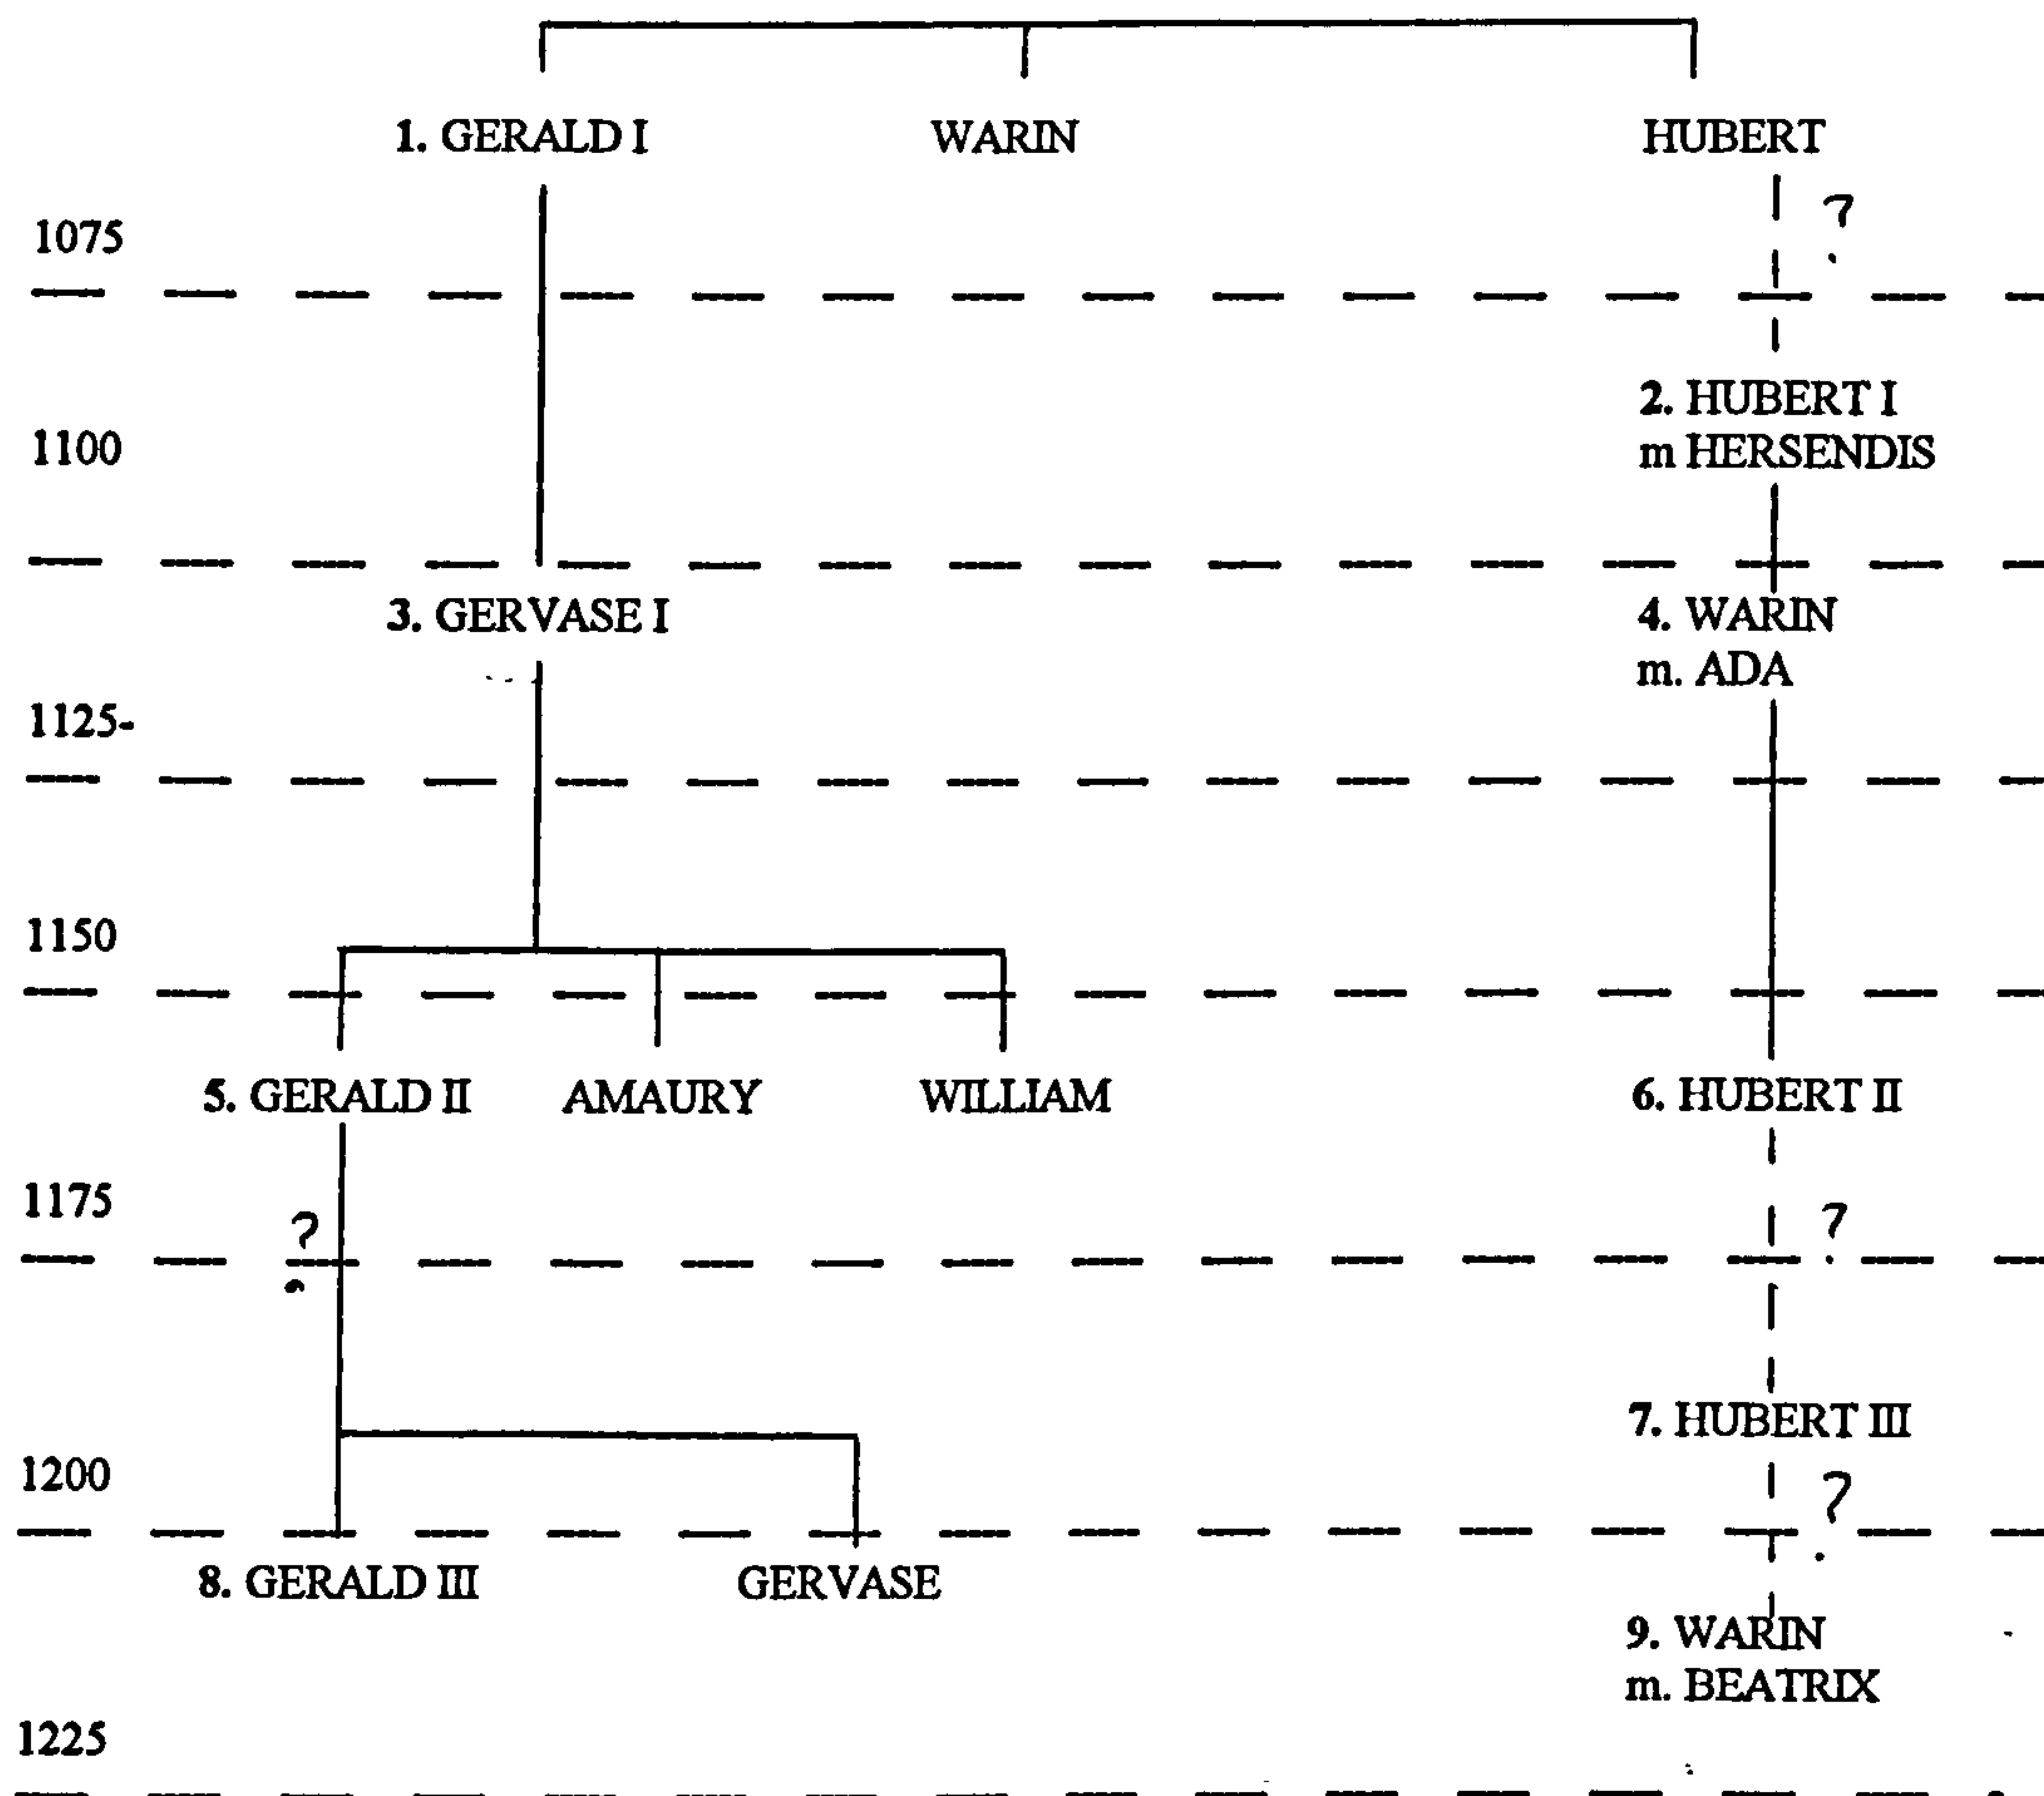 1. GERALD I WARIN HUBERT
?
1075
2. HUBERT I
1100
m HERSENDIS
3. GERVASE I 4. WARIN
m. ADA
1125-
1150
5. GERALD II AMAURY WILLIAM 6. HUBERT II
1175
? ?
7. HUBERT III
1200
?
8. GERALD III GERVASE
9. WARIN
m. BEATRIX
1225